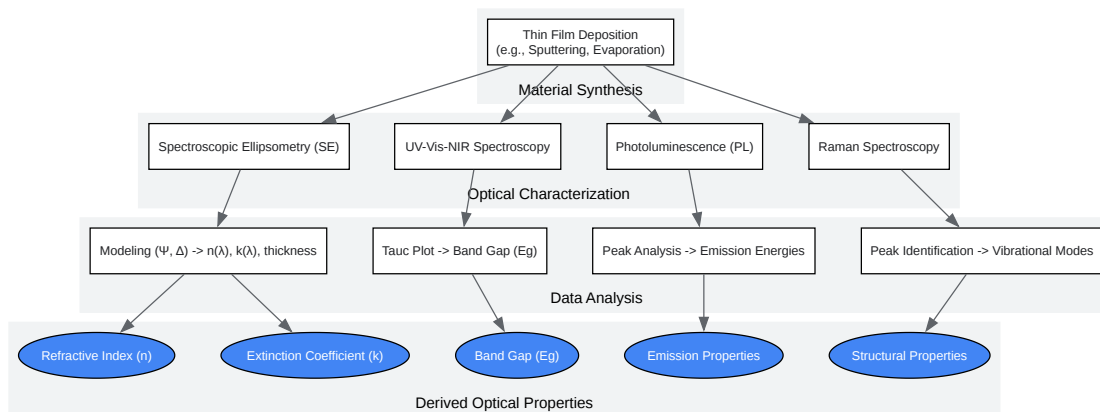 Thin Film Deposition
(e.g., Sputtering, Evaporation)
Material Synthesis
Spectroscopic Ellipsometry (SE)
UV-Vis-NIR Spectroscopy
Photoluminescence (PL)
Raman Spectroscopy
Optical Characterization
Modeling (Ψ, Δ) -> n(λ), k(λ), thickness
Tauc Plot -> Band Gap (Eg)
Peak Analysis -> Emission Energies
Peak Identification -> Vibrational Modes
Data Analysis
Refractive Index (n)
Extinction Coefficient (k)
Band Gap (Eg)
Emission Properties
Structural Properties
Derived Optical Properties